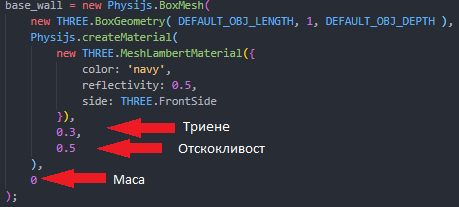 base_wall = new Physijs.BoxMesh(
new THREE.BoxGeometry( DEFAULT_OBJ_LENGTH, 1, DEFAULT_OBJ_DEPTH ),
Physijs.createMaterial(
new THREE.MeshLambertMaterial({
color: 'navy',
reflectivity: 0.5,
side: THREE.FrontSide
}),
0.3, Триене
0.5 Отскокливост
),
0 Маса
);